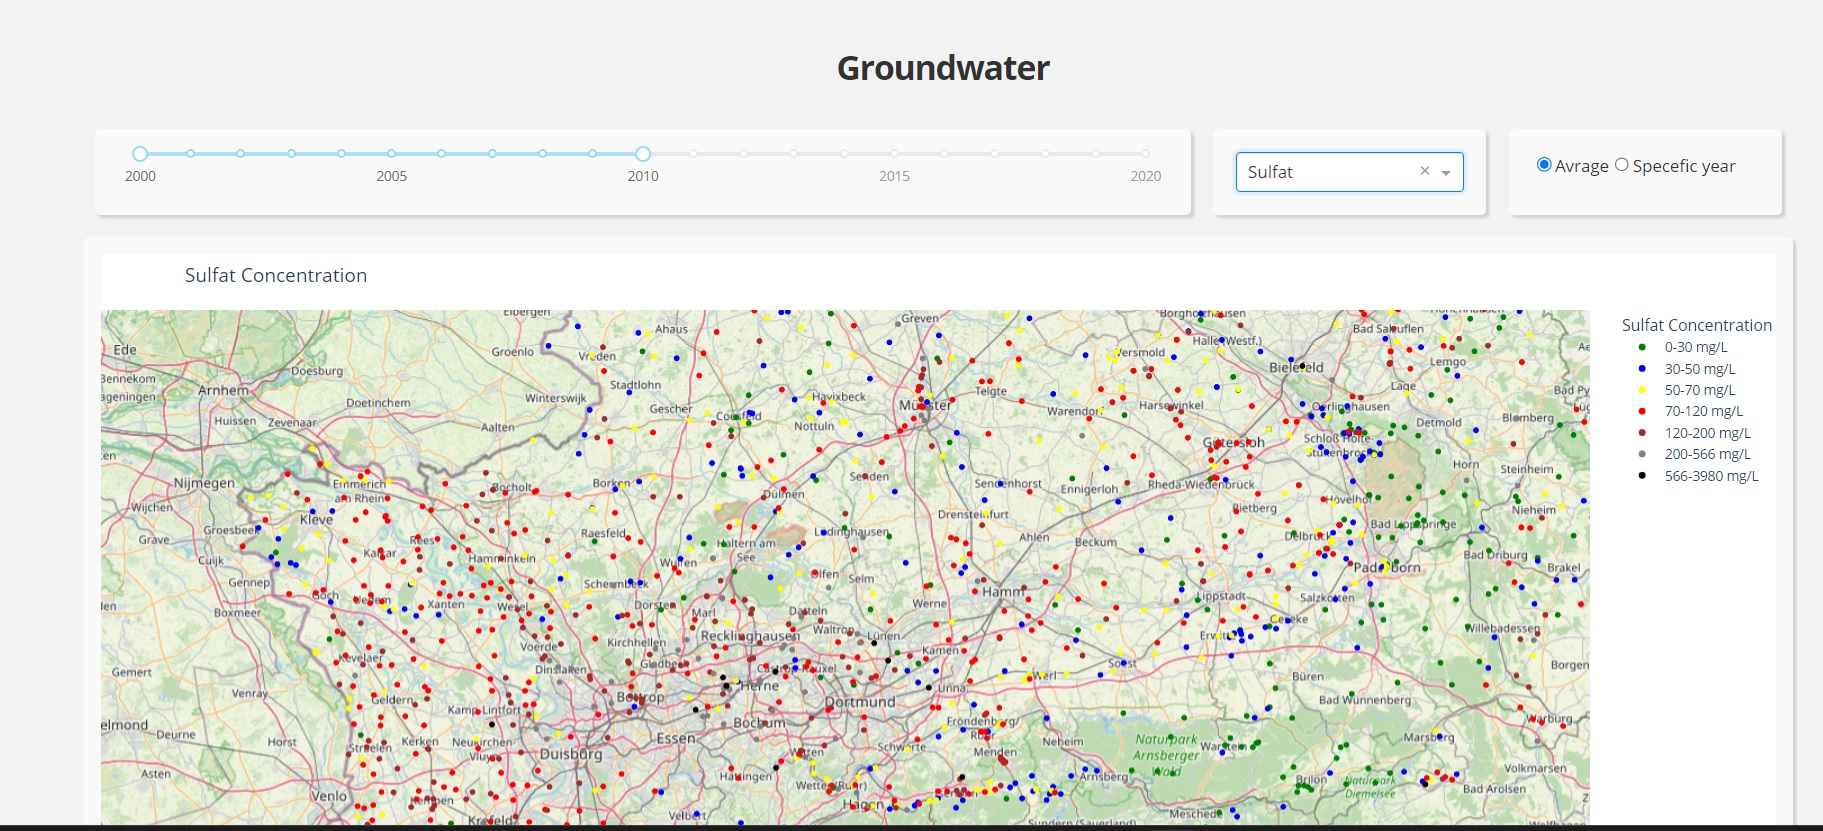 Groundwater
2000
2005
2010
2015
2020
Sulfat
Avrage
Specefic year
Sulfat Concentration
Sulfat Concentration
0-30 mg/L
30-50 mg/L
50-70 mg/L
70-120 mg/L
120-200 mg/L
200-566 mg/L
566-3980 mg/L
Eibergen
Greven
Ahaus
Bad Salzuflen
Halle (Westf.)
Ede
Groenlo
Vreden
Versmold
Lemgo
Doesburg
Bielefeld
Bennekom
Arnhem
Stadtlohn
Telgte
Lage
Bad Py
Wageningen
Doetinchem
Winterswijk
Havixbeck
Gescher
Münster
Warendorf
Harsewinkel
Oerlinghausen
Huissen
Zevenaar
Aalten
Coesfeld
Nottuln
Detmold
Blomberg
Gütersloh
Schloß Holte-
Stukenbrock
Horn
Steinheim
Nijmegen
Emmerich
am Rhein
Bocholt
Borken
Dülmen
Senden
Sendenhorst
Ennigerloh
Rheda-Wiedenbrück
Hövelhof
Wijchen
Kleve
Drensteinfurt
Rietberg
Nieheim
Groesbeek
Bad Lippspringe
Grave
Rees
Raesfeld
Lüdinghausen
Ahlen
Beckum
Delbrück
Cuijk
Kalkar
Hamminkeln
Haltern am
See
Wulfen
Bad Driburg
Brakel
Gennep
Schermbeck
Olfen
Selm
Paderborn
Goch
Uedem
Xanten
Wesel
Dorsten
Marl
Datteln
Werne
Hamm
Lippstadt
Salzkotten
Boxmeer
Recklinghausen
Waltrop
Lünen
Erwitte
Geseke
Willebadessen
Kevelaer
Voerde
Kirchhellen
Kamen
Gemert
Dinslaken
Gladbeck
Castrop-Rauxel
Soest
Borgen
Venray
Geldern
Bottrop
Herne
Unna
Werl
Büren
Kamp-Lintfort
Dortmund
Bad Wünnenberg
Deurne
Horst
Straelen
Kerken
Neukirchen
Vluyn
Essen
Bochum
Fröndenberg/
Ruhr
Neheim
Naturpark
Arnsberger
Wald
Warstein
Marsberg
Warburg
Duisburg
Witten
Schwerte
Menden
Asten
Hattingen
Arnsberg
Brilon
Naturpark
Diemelsee
Volkmarsen
Venlo
Kempen
Wetter (Ruhr)
Hagen
Bad Arolsen
Krefeld
Velbert
Sundern (Sauerland)
Meschede